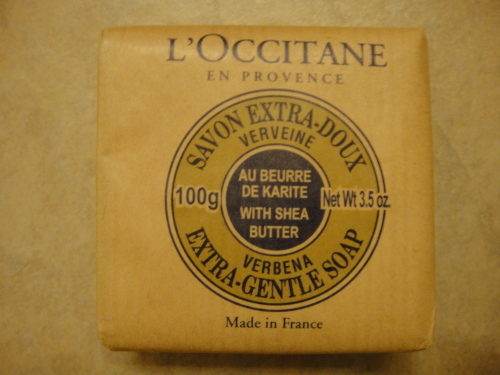 L'OCCITANE
EN PROVENCE
SAVON EXTRA-DOUX
VERVEINE
100g
AU BEURRE
DE KARITE
WITH SHEA
BUTTER
Net Wt 3.5 oz.
VERBENA
EXTRA-GENTLE SOAP
Made in France